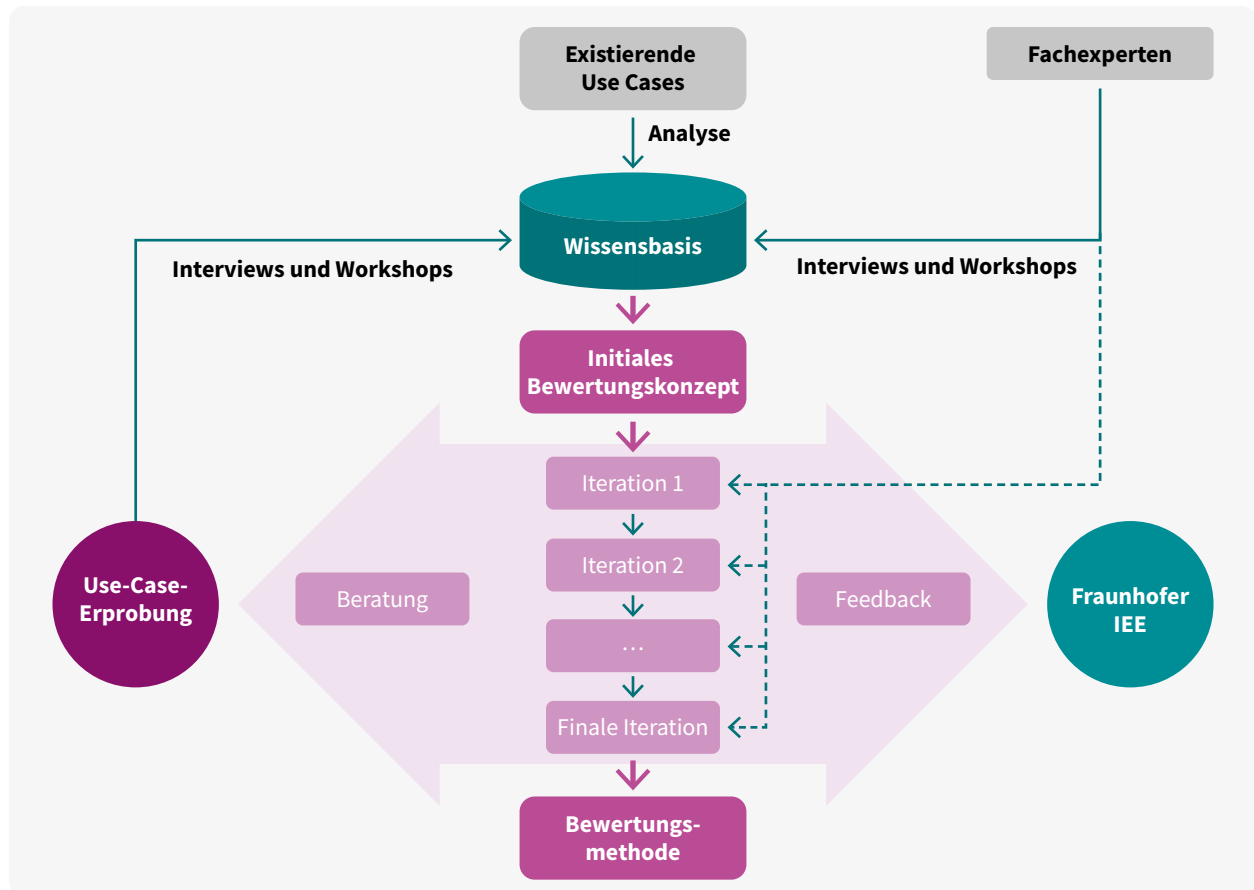 Existierende
Use Cases
Fachexperten
Analyse
Wissensbasis
Interviews und Workshops
Interviews und Workshops
Initiales
Bewertungskonzept
Iteration 1
Iteration 2
Use-Case-
Erprobung
Beratung
Feedback
Fraunhofer
IEE
...
Finale Iteration
Bewertungs-
methode